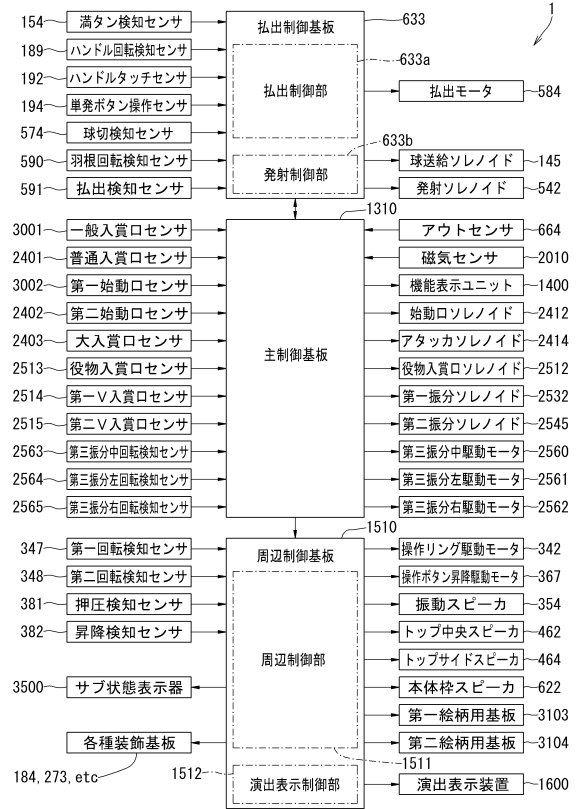 1
154 満タン検知センサ
189 ハンドル回転検知センサ
192 ハンドルタッチセンサ
194 単発ボタン操作センサ
574 球切検知センサ
590 羽根回転検知センサ
591 払出検知センサ
払出制御基板 633
633a
払出制御部
633b
発射制御部
払出モータ 584
球送給ソレノイド 145
発射ソレノイド 542
1310
3001 一般入賞口センサ
2401 普通入賞口センサ
3002 第一始動口センサ
2402 第二始動口センサ
2403 大入賞口センサ
2513 役物入賞口センサ
2514 第一V入賞口センサ
2515 第二V入賞口センサ
2563 第三振分中回転検知センサ
2564 第三振分左回転検知センサ
2565 第三振分右回転検知センサ
主制御基板
アウトセンサ 664
磁気センサ 2010
機能表示ユニット 1400
始動口ソレノイド 2412
アタッカソレノイド 2414
役物入賞口ソレノイド 2512
第一振分ソレノイド 2532
第二振分ソレノイド 2545
第三振分中駆動モータ 2560
第三振分左駆動モータ 2561
第三振分右駆動モータ 2562
1510
347 第一回転検知センサ
348 第二回転検知センサ
381 押圧検知センサ
382 昇降検知センサ
3500 サブ状態表示器
各種装飾基板
184, 273, etc
周辺制御基板
周辺制御部
1511
1512
演出表示制御部
操作リング駆動モータ 342
操作ボタン昇降駆動モータ 367
振動スピーカ 354
トップ中央スピーカ 462
トップサイドスピーカ 464
本体枠スピーカ 622
第一絵柄用基板 3103
第二絵柄用基板 3104
演出表示装置 1600